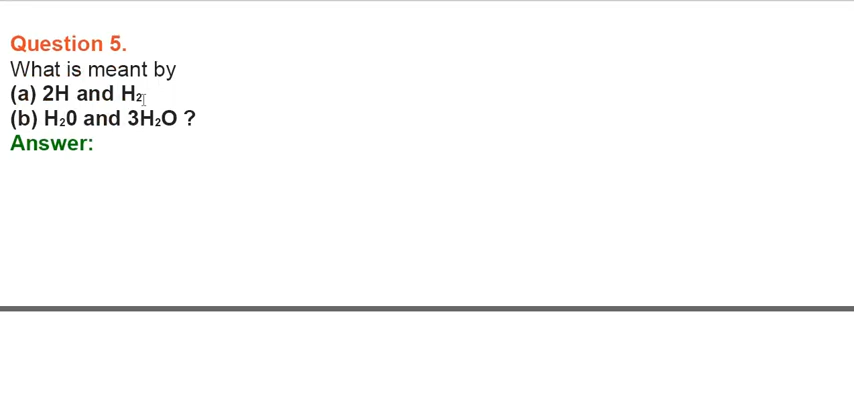 Question 5.
What is meant by
(a) 2H and H₂
(b) H₂0 and 3H₂O ?
Answer: